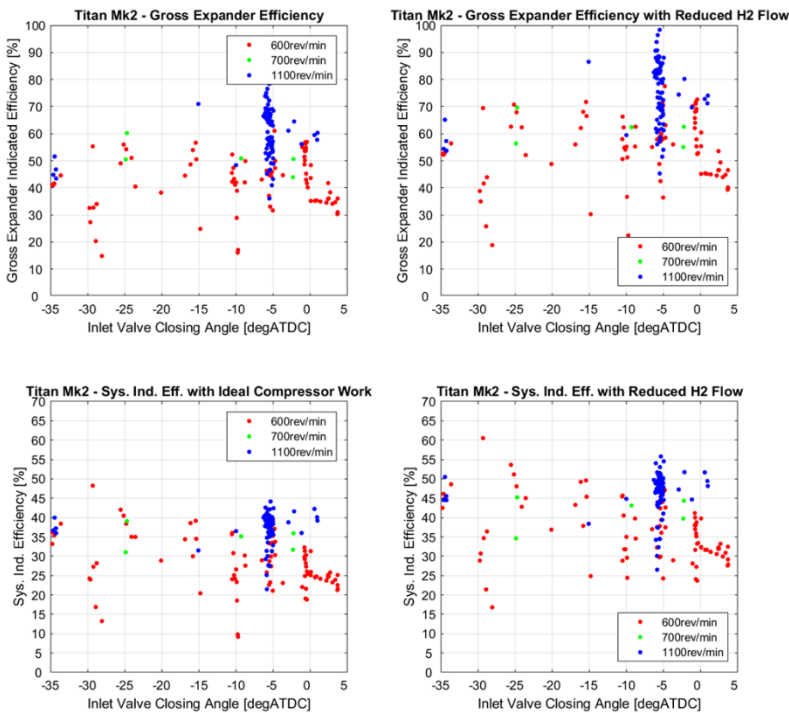 Titan Mk2 - Gross Expander Efficiency
Gross Expander Indicated Efficiency [%]
100
90
80
70
60
50
40
30
20
10
0
600rev/min
700rev/min
1100rev/min
-35 -30 -25 -20 -15 -10 -5 0 5
Inlet Valve Closing Angle [degATDC]
Titan Mk2 - Gross Expander Efficiency with Reduced H2 Flow
Gross Expander Indicated Efficiency [%]
100
90
80
70
60
50
40
30
20
10
0
600rev/min
700rev/min
1100rev/min
-35 -30 -25 -20 -15 -10 -5 0 5
Inlet Valve Closing Angle [degATDC]
Titan Mk2 - Sys. Ind. Eff. with Ideal Compressor Work
Sys. Ind. Efficiency [%]
70
65
60
55
50
45
40
35
30
25
20
15
10
5
0
600rev/min
700rev/min
1100rev/min
-35 -30 -25 -20 -15 -10 -5 0 5
Inlet Valve Closing Angle [degATDC]
Titan Mk2 - Sys. Ind. Eff. with Reduced H2 Flow
Sys. Ind. Efficiency [%]
70
65
60
55
50
45
40
35
30
25
20
15
10
5
0
600rev/min
700rev/min
1100rev/min
-35 -30 -25 -20 -15 -10 -5 0 5
Inlet Valve Closing Angle [degATDC]